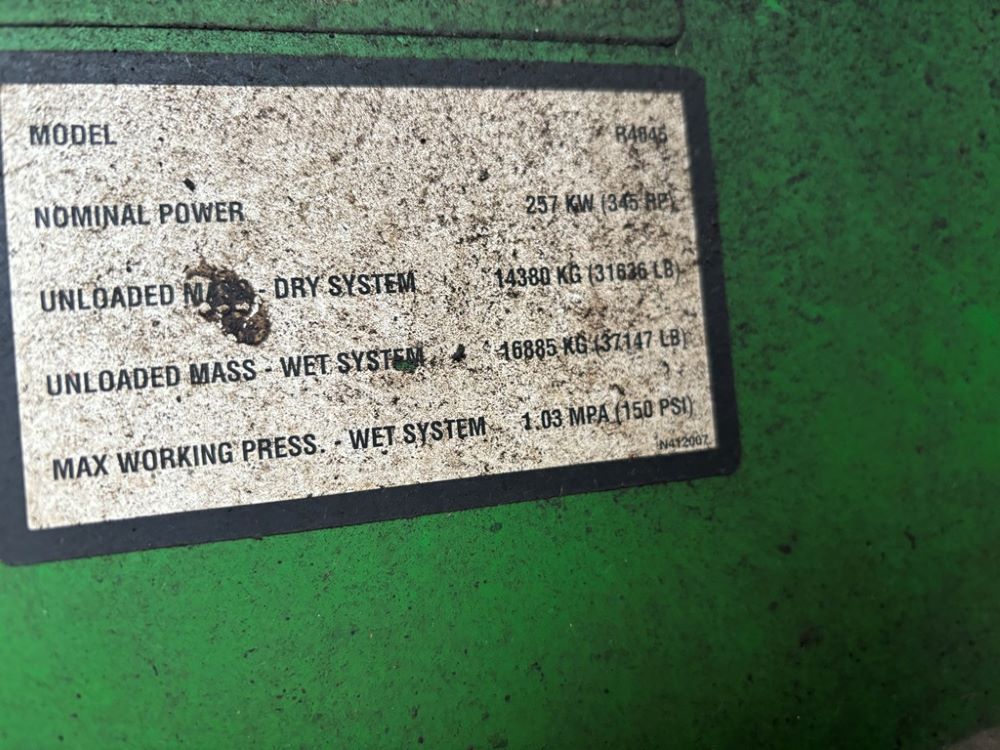 MODEL R4045
NOMINAL POWER 257 KW (345 HP)
UNLOADED - DRY SYSTEM 14380 KG (31636 LB)
UNLOADED MASS - WET SYSTEM 16885 KG (37147 LB)
MAX WORKING PRESS. - WET SYSTEM 1.03 MPA (150 PSI)
N412007